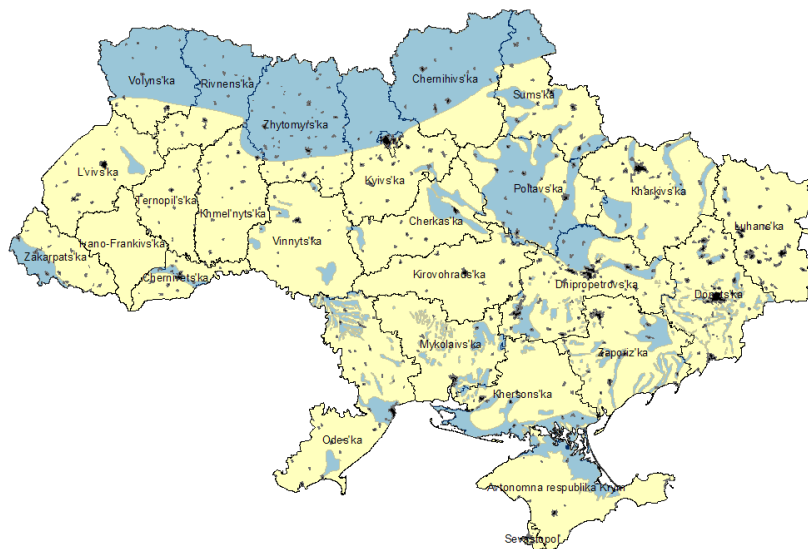 Volyns'ka
Rivnens'ka
Chernihivs'ka
Zhytomyrs'ka
Sums'ka
L'vivs'ka
Kyivs'ka
Poltavs'ka
Kharkivs'ka
Ternopil's'ka
Khmel'nyts'ka
Cherkas'ka
Luhans'ka
Ivano-Frankivs'ka
Vinnyts'ka
Zakarpats'ka
Chernivets'ka
Kirovohrads'ka
Dnipropetrovs'ka
Donets'ka
Mykolaivs'ka
Zaporiz'ka
Khersons'ka
Odes'ka
Avtonomna respublika Krym
Sevastopol'